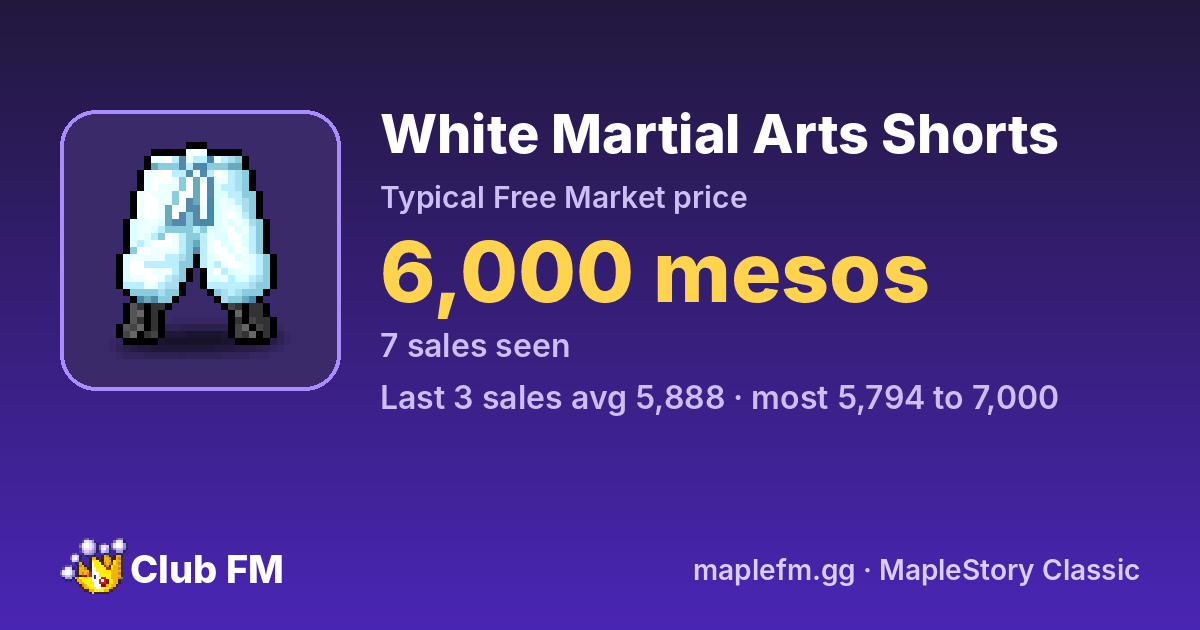 White Martial Arts Shorts
Typical Free Market price
6,000 mesos
7 sales seen
Last 3 sales avg 5,888 · most 5,794 to 7,000
Club FM
maplefm.gg · MapleStory Classic